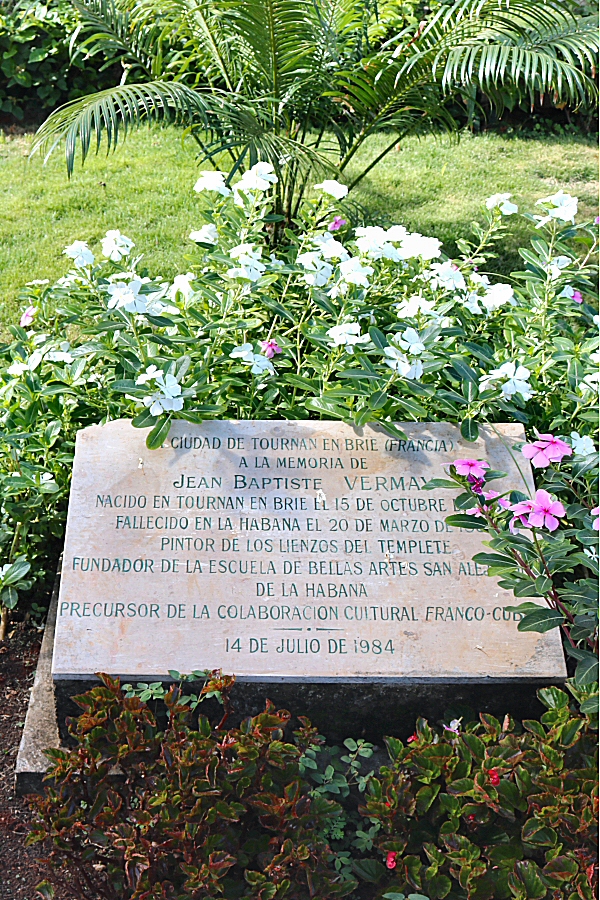 CIUDAD DE TOURNAN EN BRIE (FRANCIA)
A LA MEMORIA DE
JEAN BAPTISTE VERMAY
NACIDO EN TOURNAN EN BRIE EL 15 DE OCTUBRE
FALLECIDO EN LA HABANA EL 20 DE MARZO DE
PINTOR DE LOS LIENZOS DEL TEMPLETE
FUNDADOR DE LA ESCUELA DE BELLAS ARTES SAN
DE LA HABANA
PRECURSOR DE LA COLABORACION CULTURAL FRANCO-
14 DE JULIO DE 1984